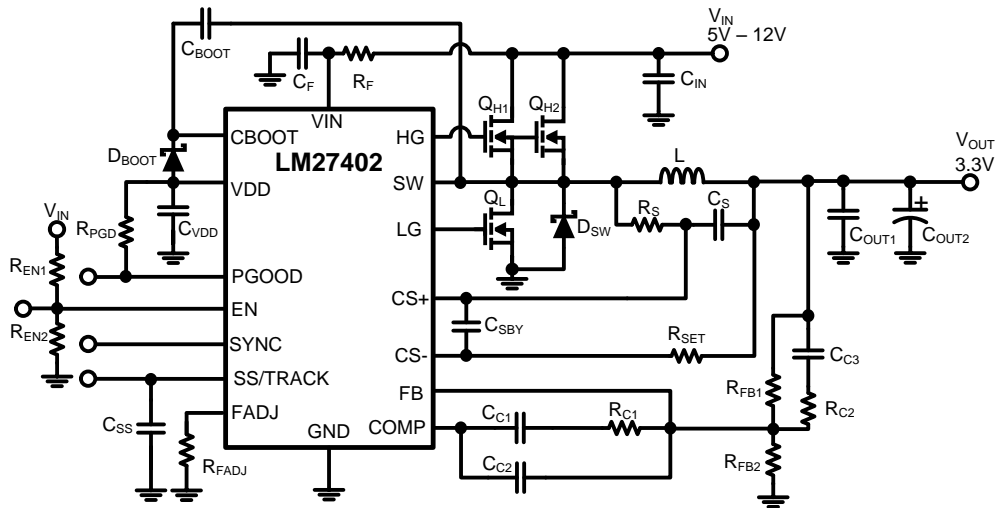 C_BOOT
V_IN
5V – 12V
C_F
R_F
C_IN
Q_H1
Q_H2
VIN
CBOOT
HG
LM27402
D_BOOT
V_OUT
3.3V
L
VDD
SW
V_IN
R_PGD
C_VDD
Q_L
LG
D_SW
R_S
C_S
C_OUT1
+
C_OUT2
R_EN1
PGOOD
CS+
EN
C_SBY
R_EN2
SYNC
CS-
R_SET
C_C3
SS/TRACK
FB
R_FB1
FADJ
C_C1
R_C1
R_C2
C_SS
GND
COMP
R_FADJ
C_C2
R_FB2